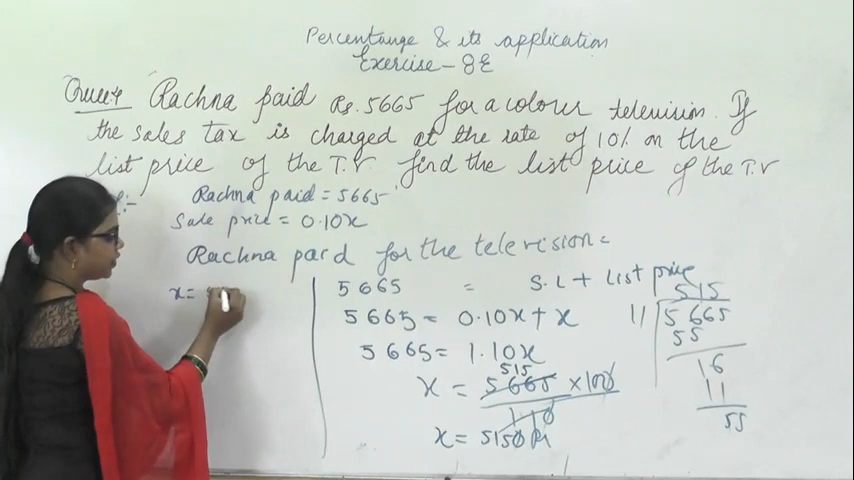 Percentange & its application
Exercise - 8E
Ques Rachna paid Rs. 5665 for a colour television. If
the sales tax is charged at the rate of 10% on the
list price of the T.V. find the list price of the T.V
:- Rachna paid = 5665
Sale price = 0.10x
Rachna paid for the television =
x=
5665 = S.L + list price
5665 = 0.10x + x
5665 = 1.10x
515
x = 5665 × 100
110
x = 5150
515
11 5665
55
16
11
55